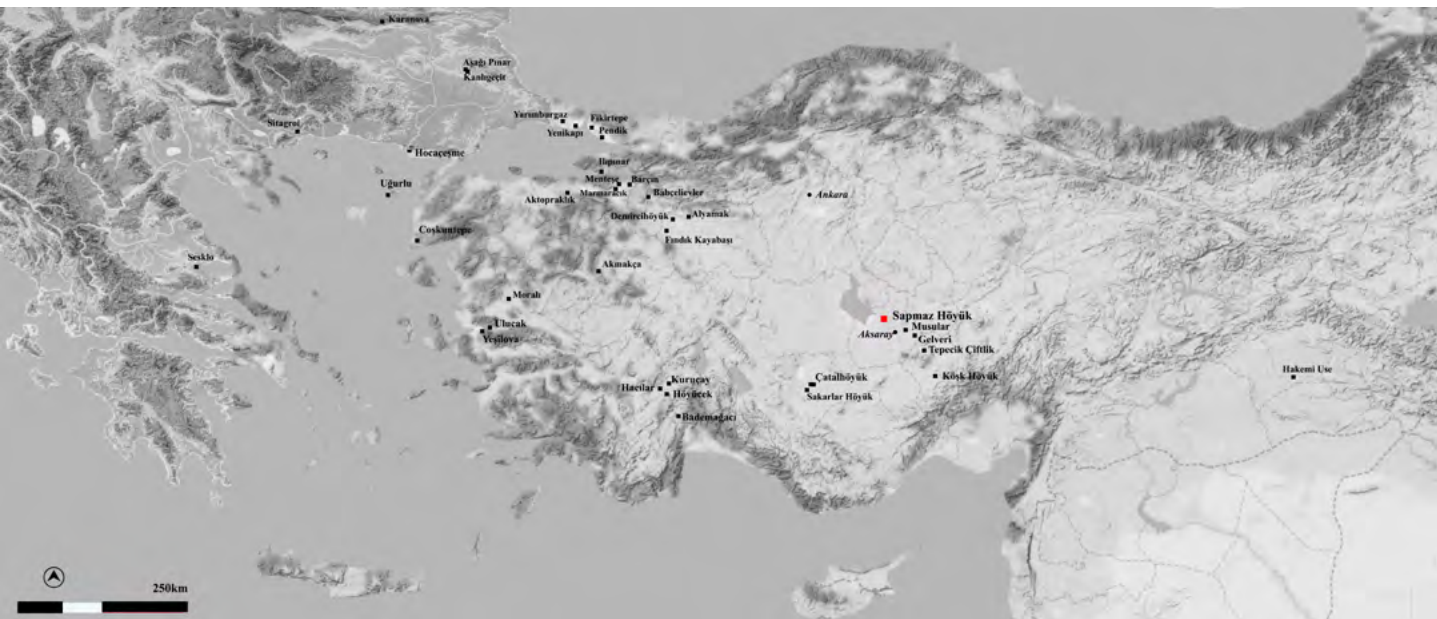 Karanova
Aşağı Pınar
Kanlıgeçit
Yarımburgaz
Fikirtepe
Sitagroi
Yenikapı
Pendik
Hocaçeşme
Ilıpınar
Menteşe
Barçın
Uğurlu
Marmaracık
Bahçelievler
Ankara
Aktopraklık
Demircihöyük
Alyamak
Coşkuntepe
Fındık Kayabaşı
Sesklo
Akmakça
Moralı
Sapmaz Höyük
Ulucak
Aksaray
Musular
Yeşilova
Gelveri
Tepecik Çiftlik
Hakemi Use
Kuruçay
Çatalhöyük
Köşk Höyük
Hacılar
Höyücek
Sakarlar Höyük
Bademağacı
250km